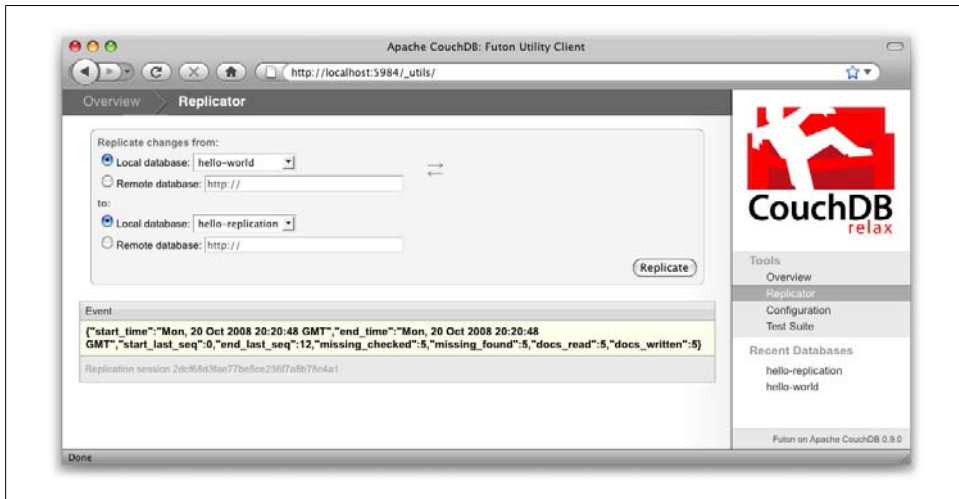 Apache CouchDB: Futon Utility Client
http://localhost:5984/_utils/
Overview Replicator
Replicate changes from:
Local database: hello-world
Remote database: http://
to:
Local database: hello-replication
Remote database: http://
Replicate
Event
{"start_time":"Mon, 20 Oct 2008 20:20:48 GMT","end_time":"Mon, 20 Oct 2008 20:20:48
GMT","start_last_seq":0,"end_last_seq":12,"missing_checked":5,"missing_found":5,"docs_read":5,"docs_written":5}
Replication session
CouchDB
relax
Tools
Overview
Replicator
Configuration
Test Suite
Recent Databases
hello-replication
hello-world
Futon on Apache CouchDB 0.9.0
Done